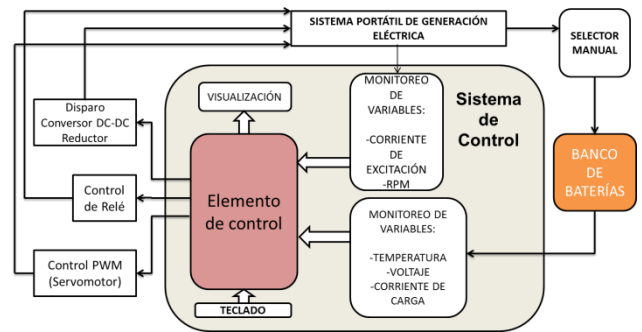 SISTEMA PORTÁTIL DE GENERACIÓN
ELÉCTRICA
SELECTOR
MANUAL
VISUALIZACIÓN
MONITOREO
DE
VARIABLES:
-CORRIENTE
DE
EXCITACIÓN
-RPM
Sistema
de
Control
Disparo
Conversor DC-DC
Reductor
Control
de Relé
Control PWM
(Servomotor)
Elemento
de control
BANCO
DE
BATERÍAS
MONITOREO DE
VARIABLES:
-TEMPERATURA
-VOLTAJE
-CORRIENTE DE
CARGA
TECLADO